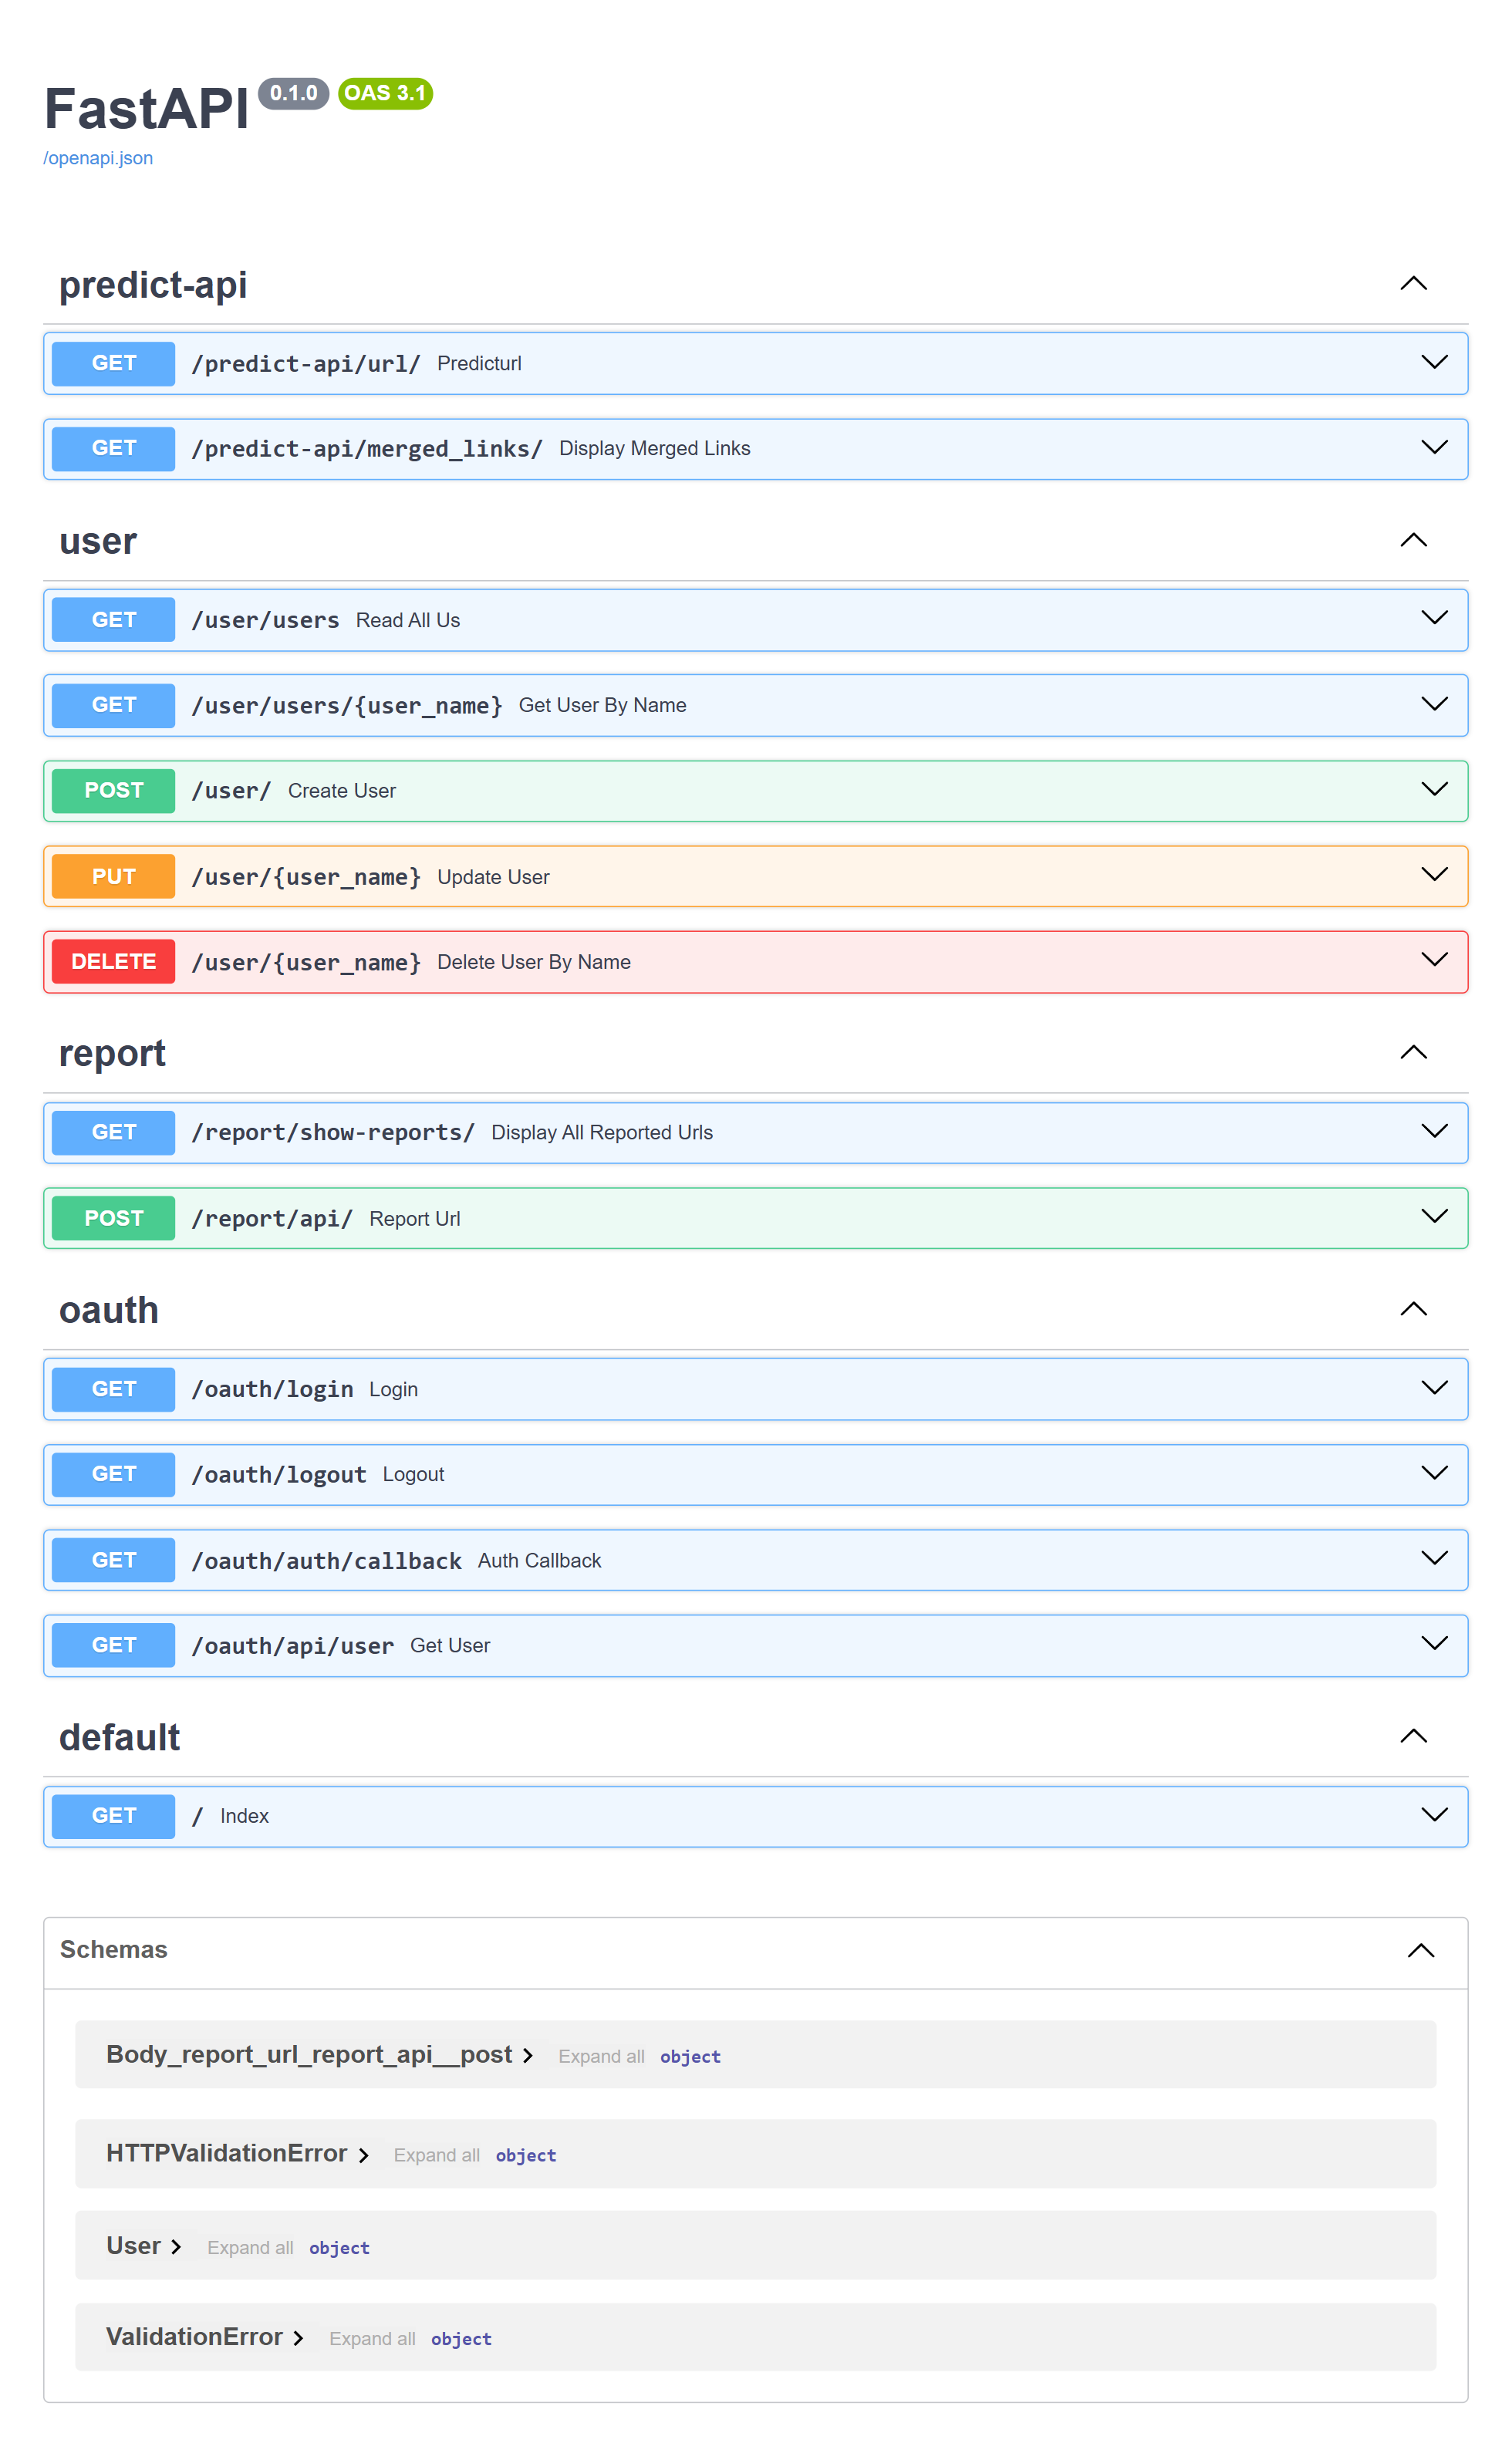 FastAPI 0.1.0 OAS 3.1
/openapi.json
predict-api
GET /predict-api/url/ Predicturl
GET /predict-api/merged_links/ Display Merged Links
user
GET /user/users Read All Us
GET /user/users/{user_name} Get User By Name
POST /user/ Create User
PUT /user/{user_name} Update User
DELETE /user/{user_name} Delete User By Name
report
GET /report/show-reports/ Display All Reported Urls
POST /report/api/ Report Url
oauth
GET /oauth/login Login
GET /oauth/logout Logout
GET /oauth/auth/callback Auth Callback
GET /oauth/api/user Get User
default
GET / Index
Schemas
Body_report_url_report_api__post Expand all object
HTTPValidationError Expand all object
User Expand all object
ValidationError Expand all object